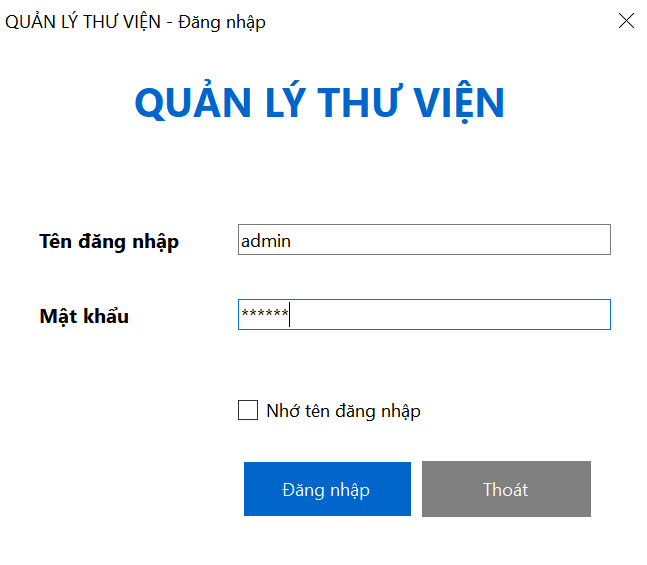 QUẢN LÝ THƯ VIỆN - Đăng nhập
QUẢN LÝ THƯ VIỆN
Tên đăng nhập
admin
Mật khẩu
******
Nhớ tên đăng nhập
Đăng nhập
Thoát